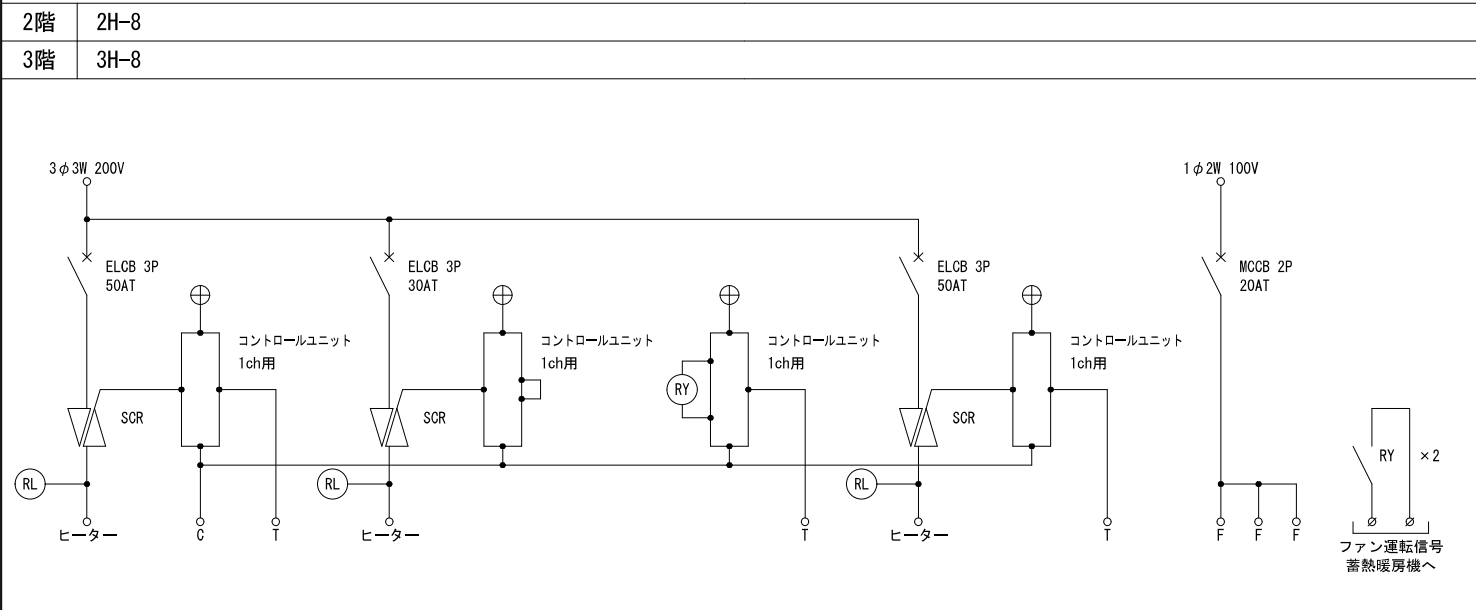 2階 2H-8
3階 3H-8
3φ3W 200V
1φ2W 100V
ELCB 3P
50AT
ELCB 3P
30AT
ELCB 3P
50AT
MCCB 2P
20AT
コントロールユニット
1ch用
コントロールユニット
1ch用
コントロールユニット
1ch用
コントロールユニット
1ch用
RY
SCR
SCR
SCR
RY ×2
RL
RL
RL
ヒーター
C
T
ヒーター
T
ヒーター
T
F
F
F
ファン運転信号
蓄熱暖房機へ